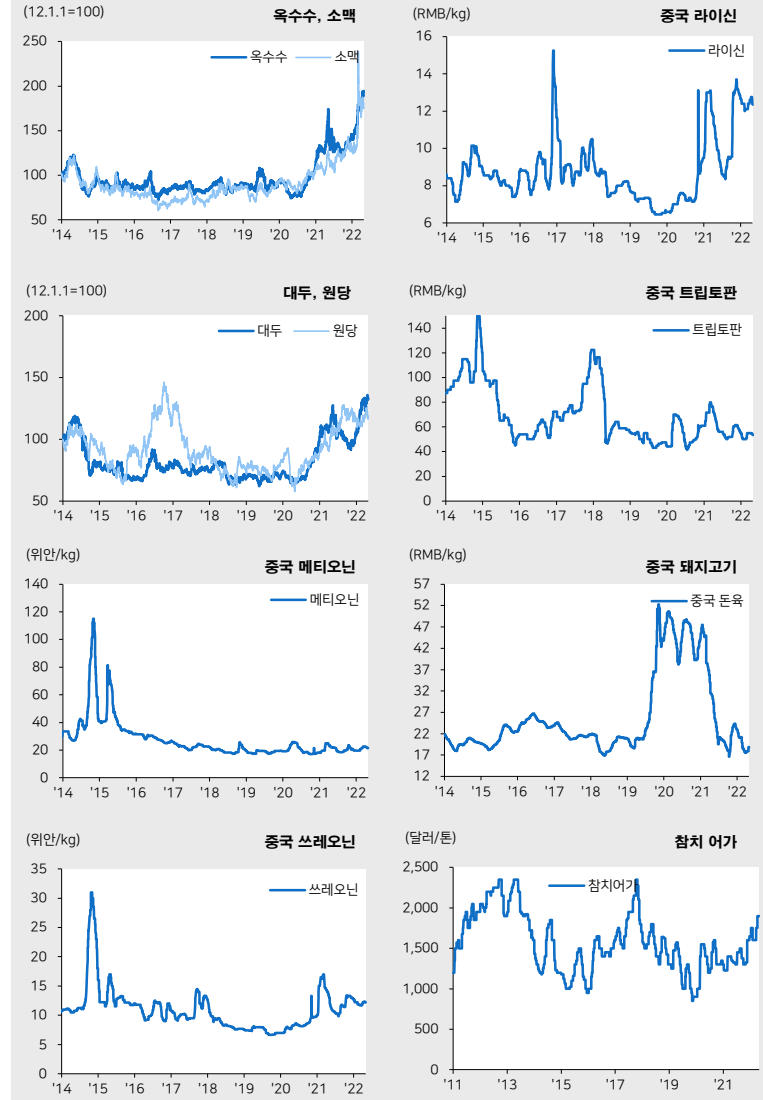 (12.1.1=100) 옥수수, 소맥
옥수수 소맥
250
200
150
100
50
'14 '15 '16 '17 '18 '19 '20 '21 '22
(RMB/kg) 중국 라이신
라이신
16
14
12
10
8
6
'14 '15 '16 '17 '18 '19 '20 '21 '22
(12.1.1=100) 대두, 원당
대두 원당
200
150
100
50
'14 '15 '16 '17 '18 '19 '20 '21 '22
(RMB/kg) 중국 트립토판
트립토판
140
120
100
80
60
40
20
0
'14 '15 '16 '17 '18 '19 '20 '21 '22
(위안/kg) 중국 메티오닌
메티오닌
140
120
100
80
60
40
20
0
'14 '15 '16 '17 '18 '19 '20 '21 '22
(RMB/kg) 중국 돼지고기
중국 돈육
57
52
47
42
37
32
27
22
17
12
'14 '15 '16 '17 '18 '19 '20 '21 '22
(위안/kg) 중국 쓰레오닌
쓰레오닌
35
30
25
20
15
10
5
0
'14 '15 '16 '17 '18 '19 '20 '21 '22
(달러/톤) 참치 어가
참치어가
2,500
2,000
1,500
1,000
500
0
'11 '13 '15 '17 '19 '21